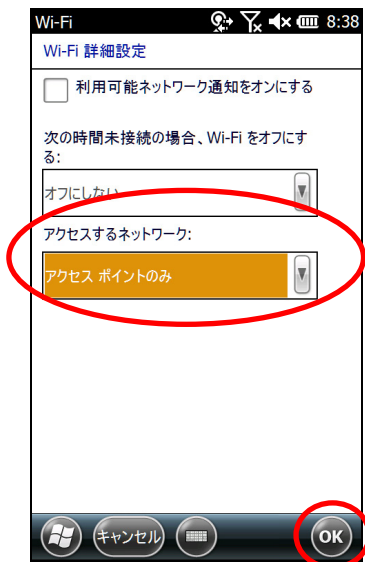 Wi-Fi 8:38
Wi-Fi 詳細設定
利用可能ネットワーク通知をオンにする
次の時間未接続の場合、Wi-Fi をオフにす
る:
オフにしない
アクセスするネットワーク:
アクセス ポイントのみ
キャンセル OK